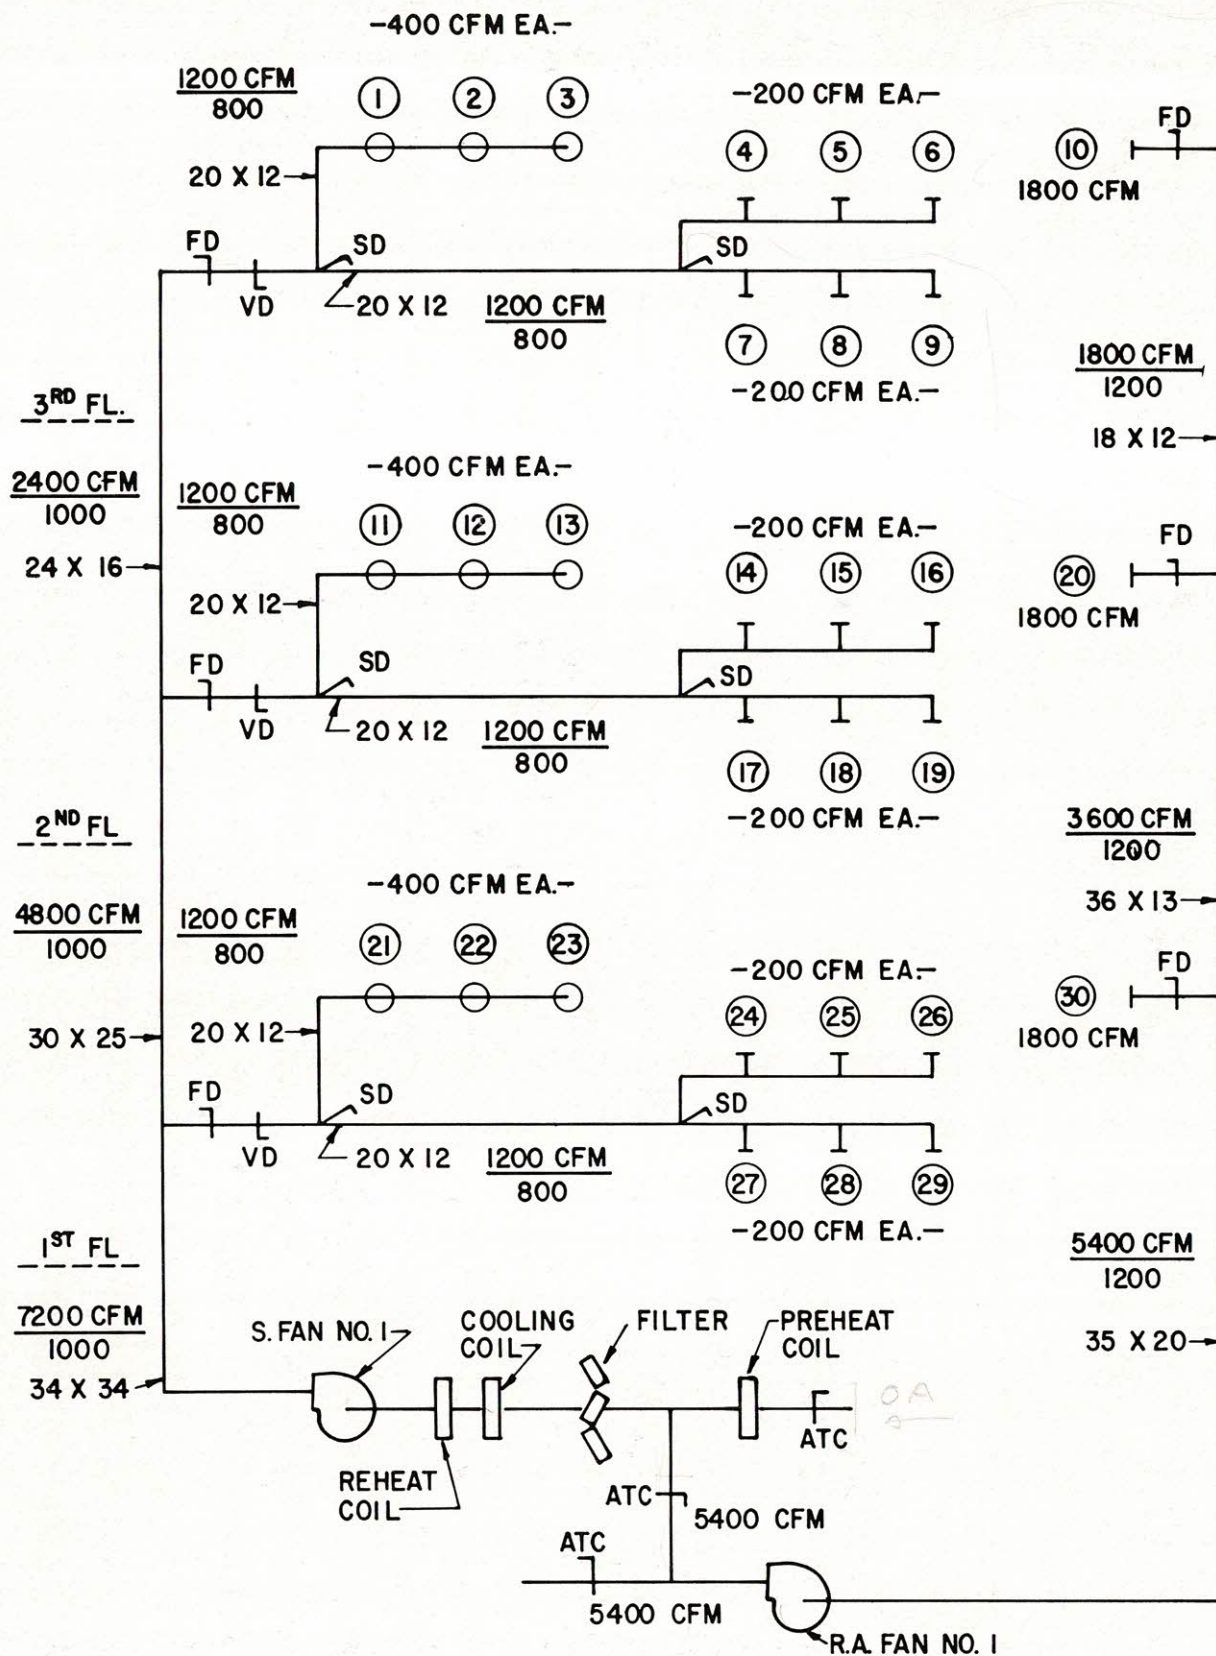 -400 CFM EA.-
1200 CFM
800
1
2
3
-200 CFM EA.-
FD
4
5
6
10
1800 CFM
20 X 12
FD
SD
SD
VD
20 X 12
1200 CFM
800
7
8
9
-200 CFM EA.-
1800 CFM
1200
18 X 12
3RD FL.
-400 CFM EA.-
2400 CFM
1000
1200 CFM
800
11
12
13
-200 CFM EA.-
FD
24 X 16
14
15
16
20
1800 CFM
20 X 12
FD
SD
SD
VD
20 X 12
1200 CFM
800
17
18
19
-200 CFM EA.-
2ND FL
3600 CFM
1200
36 X 13
-400 CFM EA.-
4800 CFM
1000
1200 CFM
800
21
22
23
-200 CFM EA.-
FD
30 X 25
20 X 12
24
25
26
30
1800 CFM
FD
SD
SD
VD
20 X 12
1200 CFM
800
27
28
29
-200 CFM EA.-
1ST FL
5400 CFM
1200
35 X 20
7200 CFM
1000
34 X 34
S. FAN NO. 1
COOLING
COIL
FILTER
PREHEAT
COIL
OA
ATC
REHEAT
COIL
ATC
5400 CFM
ATC
5400 CFM
R.A. FAN NO. 1